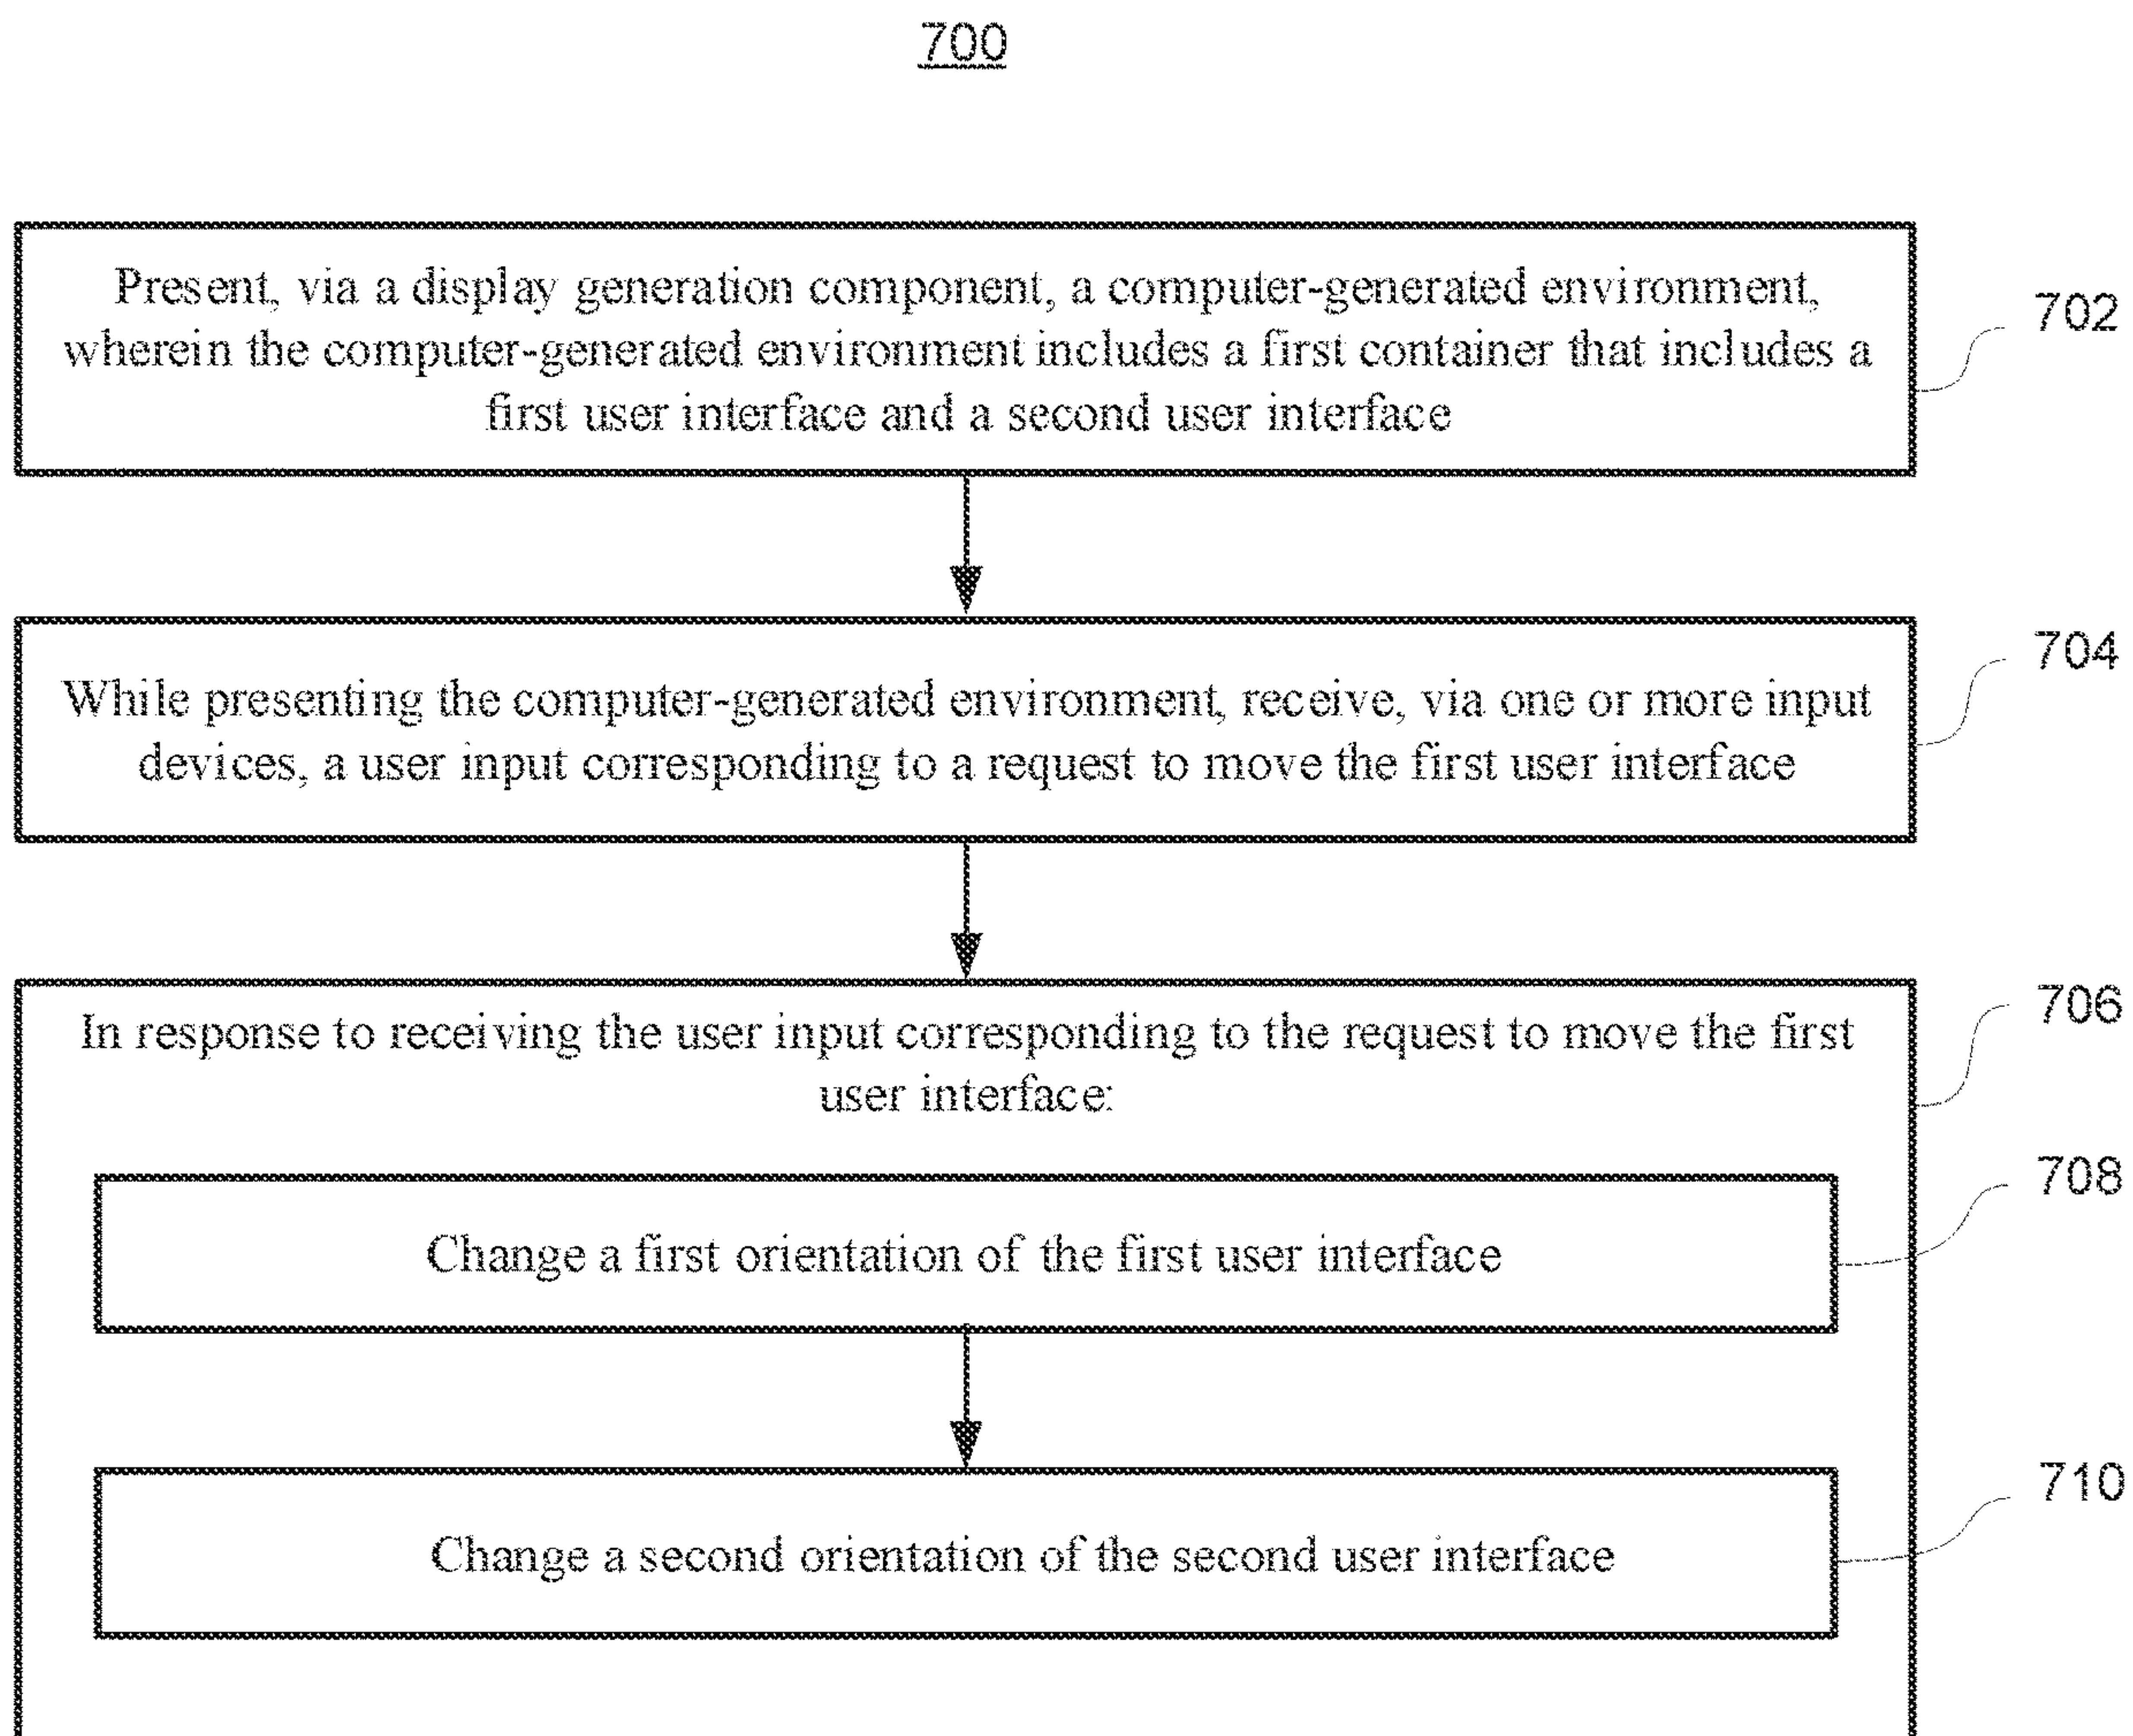 700
Present, via a display generation component, a computer-generated environment,
wherein the computer-generated environment includes a first container that includes a
first user interface and a second user interface
702
While presenting the computer-generated environment, receive, via one or more input
devices, a user input corresponding to a request to move the first user interface
704
In response to receiving the user input corresponding to the request to move the first
user interface:
706
Change a first orientation of the first user interface
708
Change a second orientation of the second user interface
710